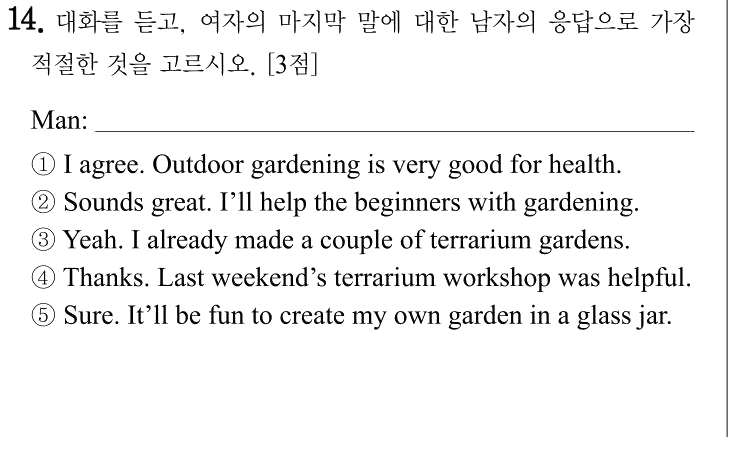 14. 대화를 듣고, 여자의 마지막 말에 대한 남자의 응답으로 가장
적절한 것을 고르시오. [3점]
Man:
① I agree. Outdoor gardening is very good for health.
② Sounds great. I’ll help the beginners with gardening.
③ Yeah. I already made a couple of terrarium gardens.
④ Thanks. Last weekend’s terrarium workshop was helpful.
⑤ Sure. It’ll be fun to create my own garden in a glass jar.